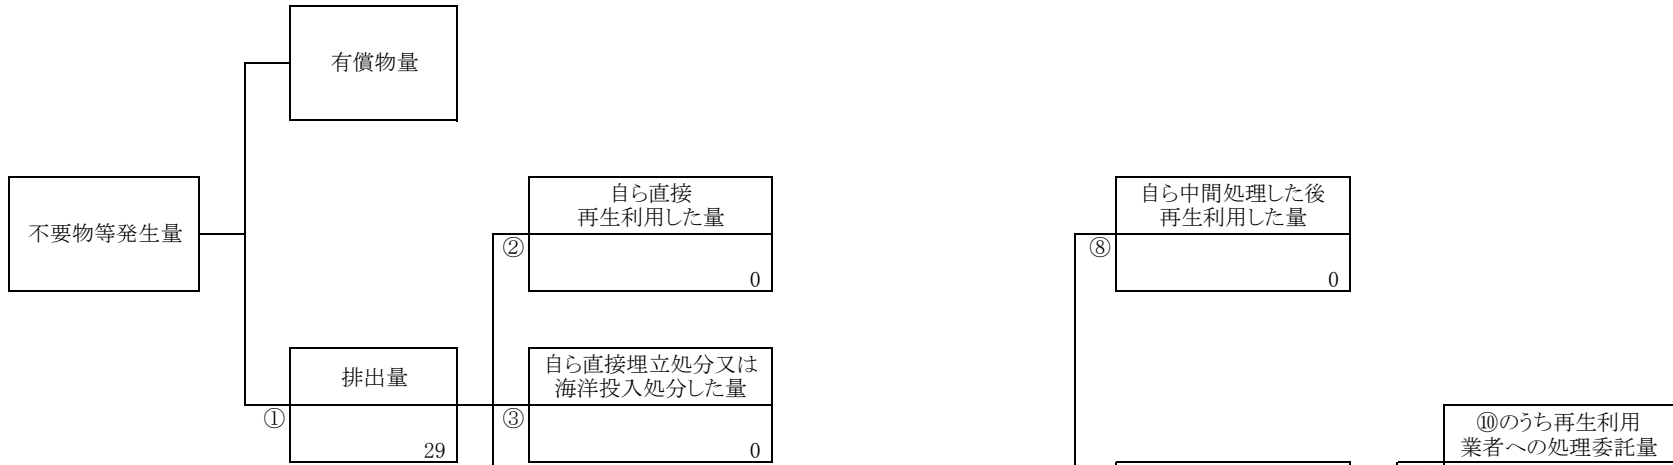 有償物量
不要物等発生量
自ら直接
再生利用した量
②
0
自ら中間処理した後
再生利用した量
⑧
0
排出量
①
29
自ら直接埋立処分又は
海洋投入処分した量
③
0
⑩のうち再生利用
業者への処理委託量